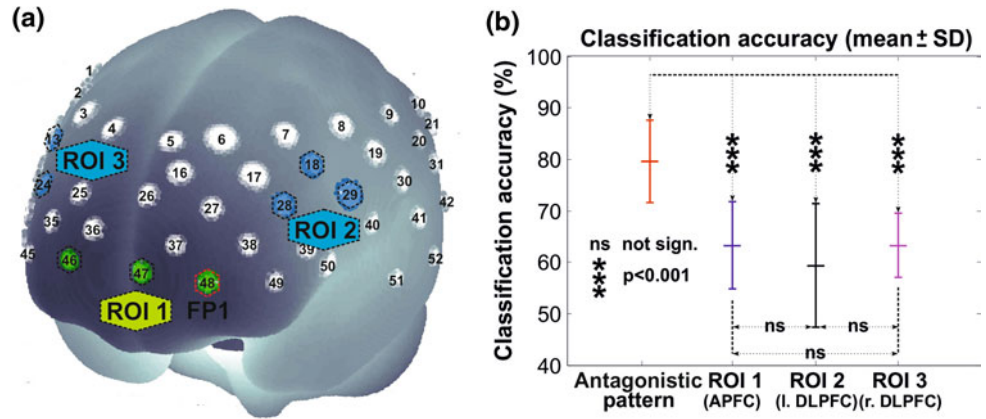 (a)
1
2
3
4
5
6
7
8
9
10
21
20
13
ROI 3
16
17
18
19
31
24
25
26
27
28
29
30
42
ROI 2
35
36
37
38
39
40
41
45
46
47
48
49
50
51
52
ROI 1
FP1
(b)
Classification accuracy (mean ± SD)
Classification accuracy (%)
100
90
80
70
60
50
40
***
***
***
ns not sign.
*** p<0.001
ns
ns
ns
Antagonistic
pattern
ROI 1
(APFC)
ROI 2
(l. DLPFC)
ROI 3
(r. DLPFC)